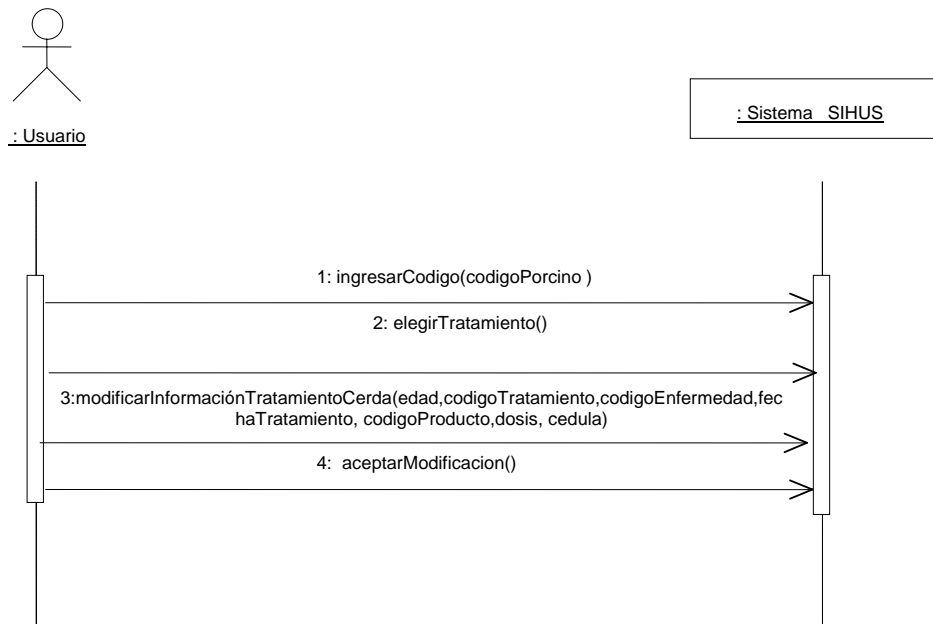 : Usuario
: Sistema   SIHUS
1: ingresarCodigo(codigoPorcino )
2: elegirTratamiento()
3:modificarInformaciónTratamientoCerda(edad,codigoTratamiento,codigoEnfermedad,fec
haTratamiento, codigoProducto,dosis, cedula)
4:  aceptarModificacion()